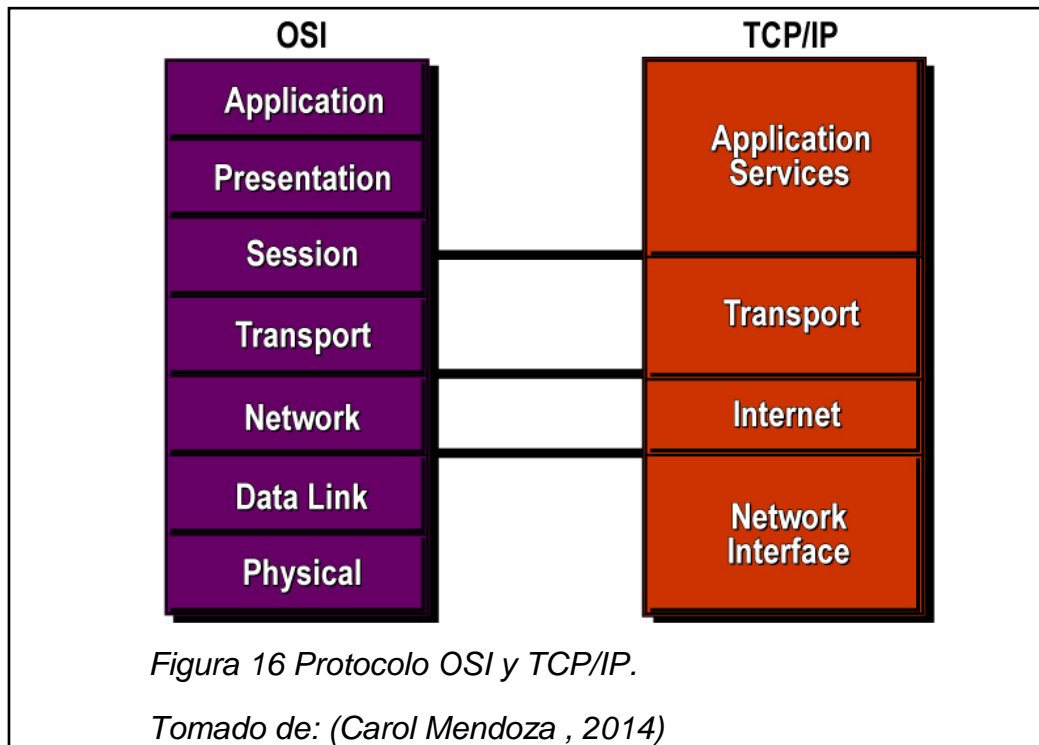 OSI
Application
Presentation
Session
Transport
Network
Data Link
Physical
TCP/IP
Application
Services
Transport
Internet
Network
Interface
Figura 16 Protocolo OSI y TCP/IP.
Tomado de: (Carol Mendoza , 2014)